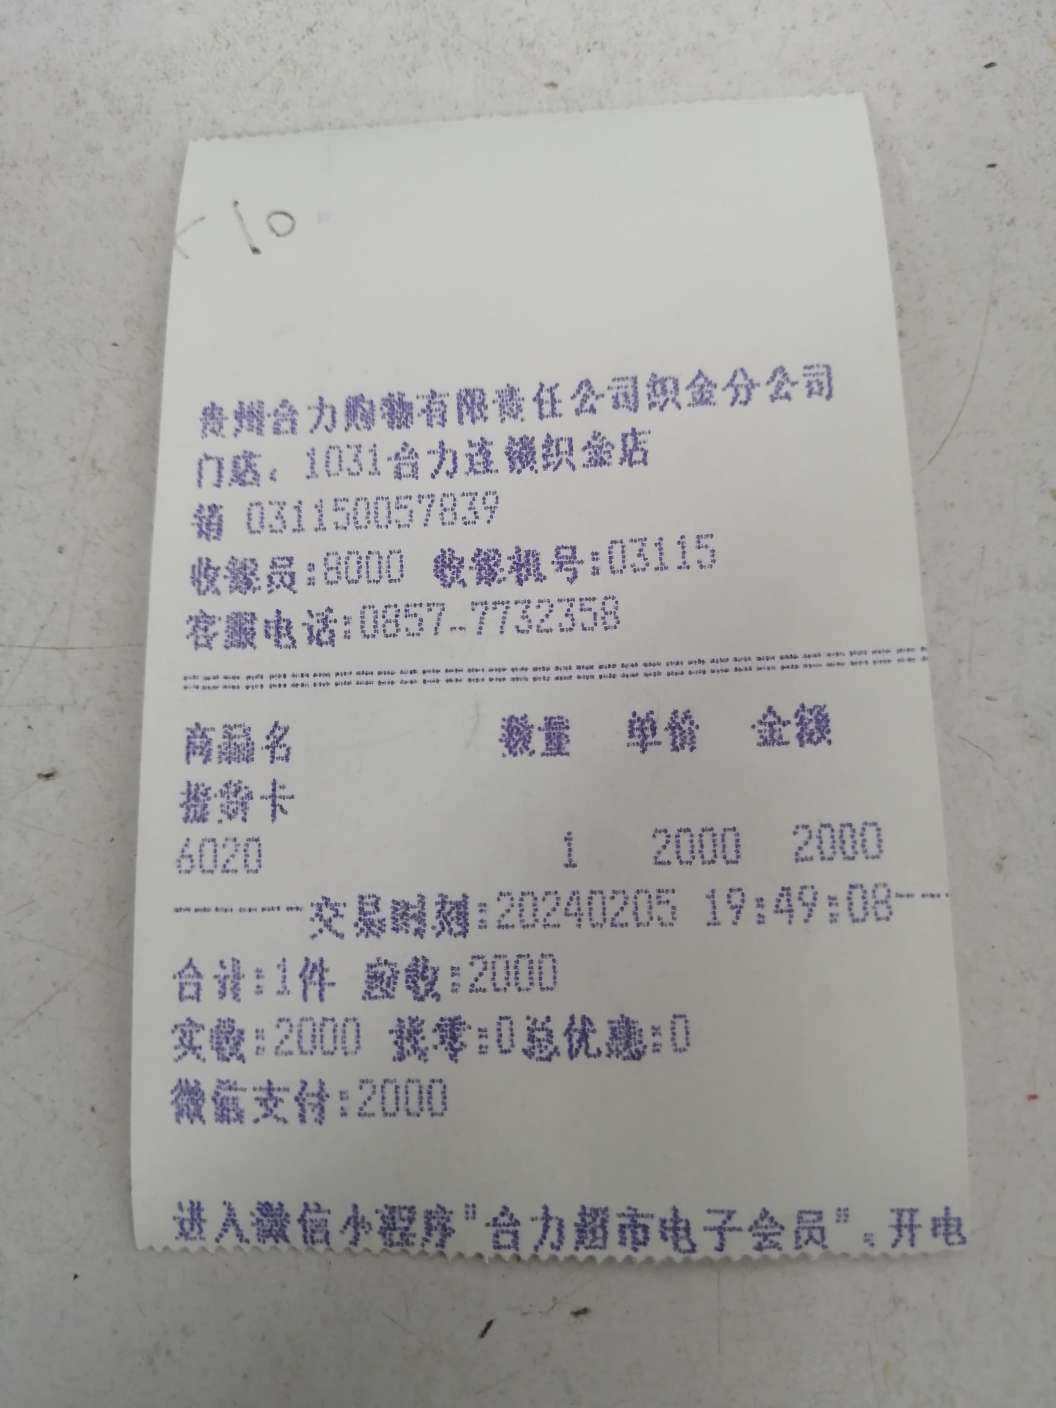 10
贵州合力购物有限责任公司织金分公司
门店：1031合力连锁织金店
销 031150057839
收银员:8000 收银机号:03115
客服电话:0857-7732358
商品名 数量 单价 金额
提货卡
6020 1 2000 2000
------交易时刻:20240205 19:49:08---
合计:1件 应收:2000
实收:2000 找零:0总优惠:0
微信支付:2000
进入微信小程序"合力超市电子会员"，开电